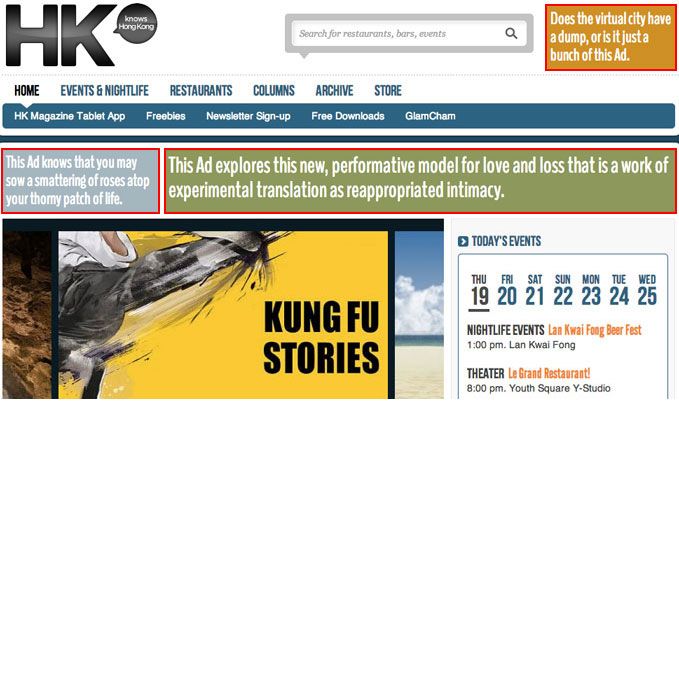 HK
knows
Hong Kong
Search for restaurants, bars, events
Does the virtual city have
a dump, or is it just a
bunch of this Ad.
HOME EVENTS & NIGHTLIFE RESTAURANTS COLUMNS ARCHIVE STORE
HK Magazine Tablet App Freebies Newsletter Sign-up Free Downloads GlamCham
This Ad knows that you may
sow a smattering of roses atop
your thorny patch of life.
This Ad explores this new, performative model for love and loss that is a work of
experimental translation as reappropriated intimacy.
KUNG FU
STORIES
TODAY'S EVENTS
THU FRI SAT SUN MON TUE WED
19 20 21 22 23 24 25
NIGHTLIFE EVENTS Lan Kwai Fong Beer Fest
1:00 pm. Lan Kwai Fong
THEATER Le Grand Restaurant!
8:00 pm. Youth Square Y-Studio